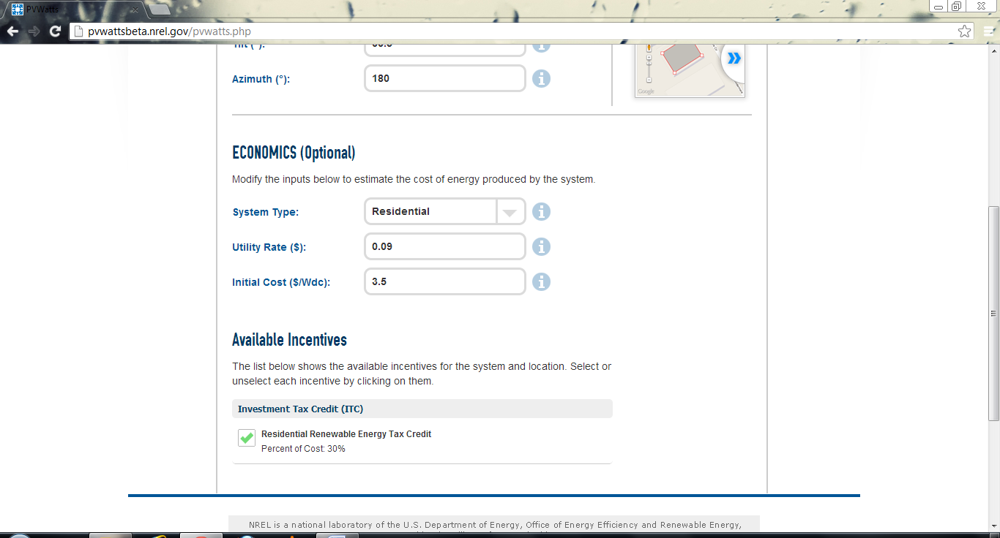 PVWatts
pvwattsbeta.nrel.gov/pvwatts.php
Azimuth (°):
180
Google
ECONOMICS (Optional)
Modify the inputs below to estimate the cost of energy produced by the system.
System Type:
Residential
Utility Rate ($):
0.09
Initial Cost ($/Wdc):
3.5
Available Incentives
The list below shows the available incentives for the system and location. Select or
unselect each incentive by clicking on them.
Investment Tax Credit (ITC)
Residential Renewable Energy Tax Credit
Percent of Cost: 30%
NREL is a national laboratory of the U.S. Department of Energy, Office of Energy Efficiency and Renewable Energy,